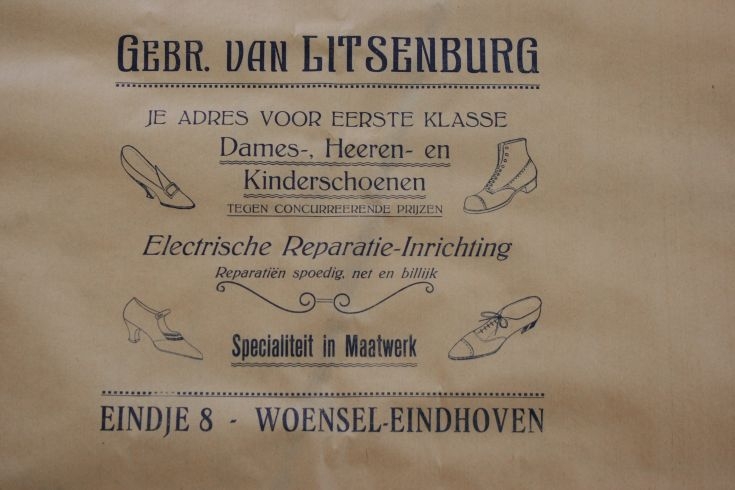 GEBR. VAN LITSENBURG
JE ADRES VOOR EERSTE KLASSE
Dames-, Heeren- en
Kinderschoenen
TEGEN CONCURREERENDE PRIJZEN
Electrische Reparatie-Inrichting
Reparatiën spoedig, net en billijk
Specialiteit in Maatwerk
EINDJE 8 - WOENSEL-EINDHOVEN